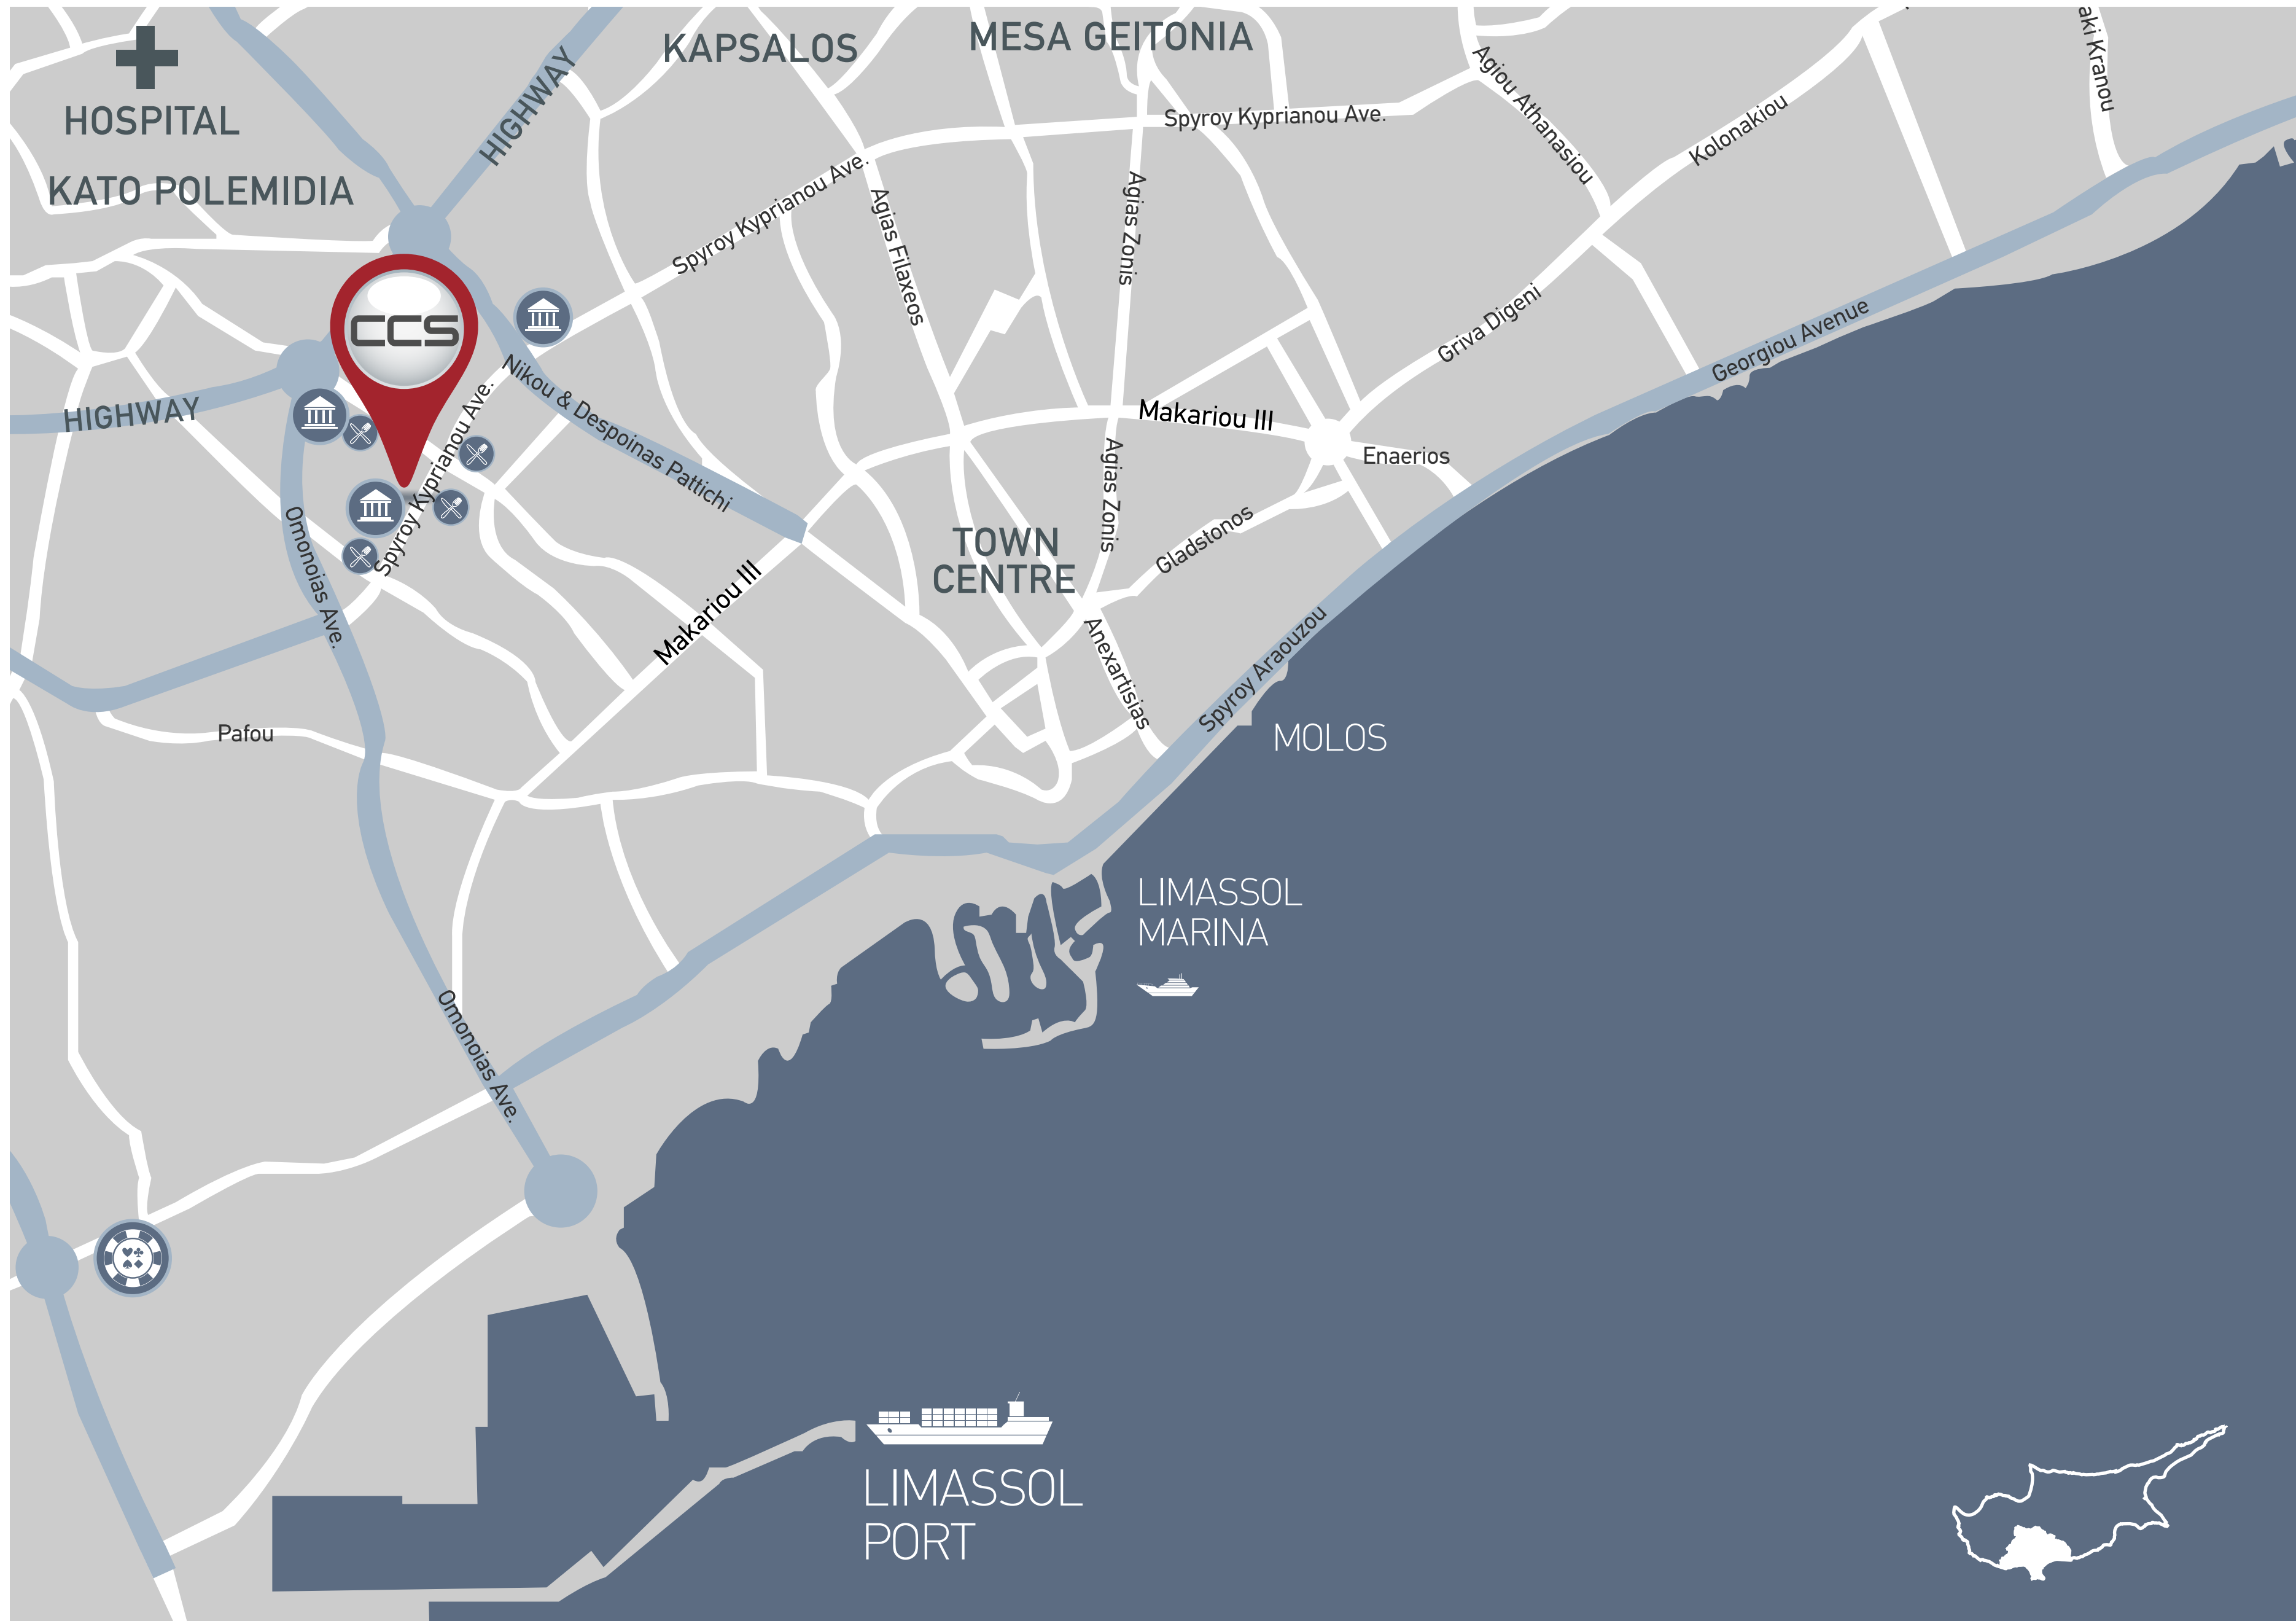 KAPSALOS
MESA GEITONIA
HOSPITAL
KATO POLEMIDIA
HIGHWAY
Spyroy Kyprianou Ave.
Agiou Athanasiou
Kolonakiou
aki Kranou
Spyroy Kyprianou Ave.
Agias Filaxeos
Agias Zonis
CCS
Griva Digeni
Georgiou Avenue
HIGHWAY
Nikou & Despoinas Pattichi
Spyroy Kyprianou Ave.
Makariou III
Enaerios
Agias Zonis
Gladstonos
Omonoias Ave.
TOWN
CENTRE
Makariou III
Anexartisias
Spyroy Araouzou
Pafou
MOLOS
LIMASSOL
MARINA
Omonoias Ave.
LIMASSOL
PORT